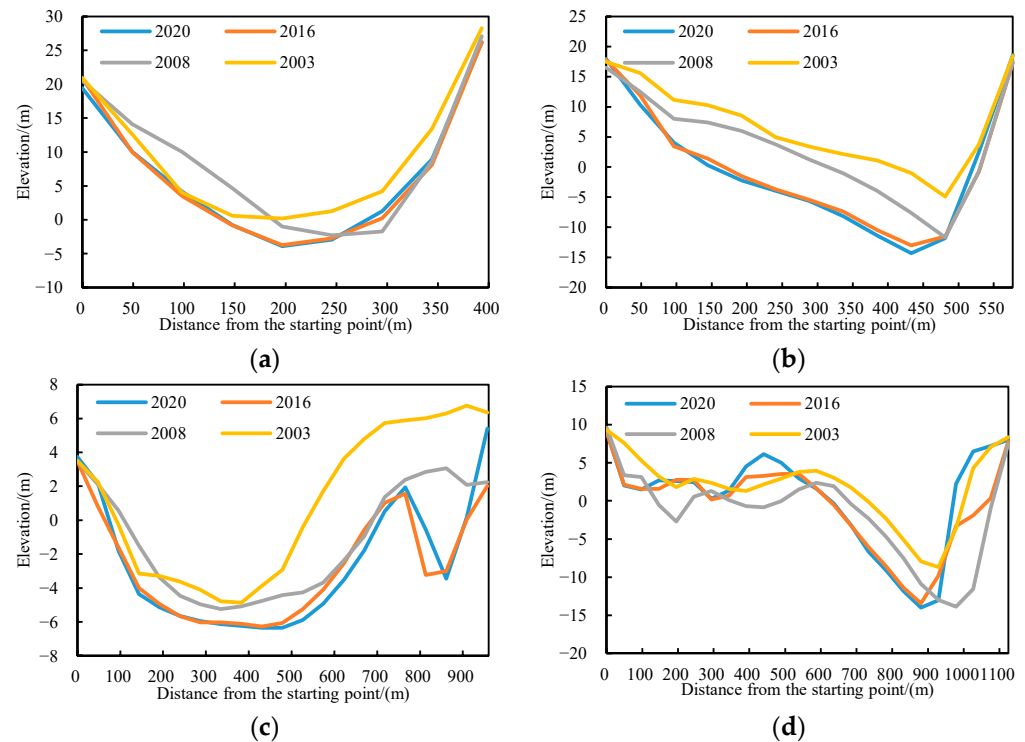 30
25
20
15
10
5
0
−5
−10
Elevation/(m)
2020 2016
2008 2003
0 50 100 150 200 250 300 350 400
Distance from the starting point/(m)
(a)
25
20
15
10
5
0
−5
−10
−15
−20
Elevation/(m)
2020 2016
2008 2003
0 50 100 150 200 250 300 350 400 450 500 550
Distance from the starting point/(m)
(b)
8
6
4
2
0
−2
−4
−6
−8
Elevation/(m)
2020 2016
2008 2003
0 100 200 300 400 500 600 700 800 900
Distance from the starting point/(m)
(c)
15
10
5
0
−5
−10
−15
−20
Elevation/(m)
2020 2016
2008 2003
0 100 200 300 400 500 600 700 800 900 1000 1100
Distance from the starting point/(m)
(d)